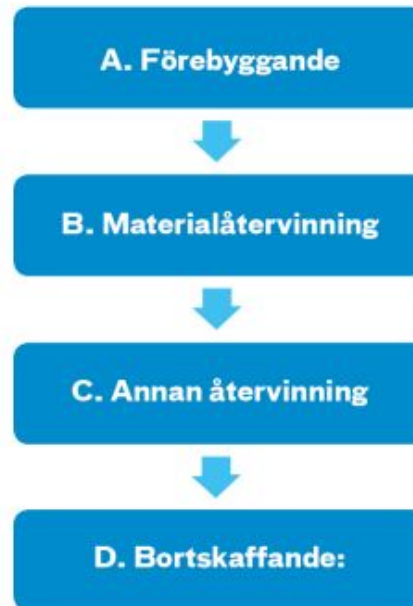 A. Förebyggande
B. Materialåtervinning
C. Annan återvinning
D. Bortskaffande: